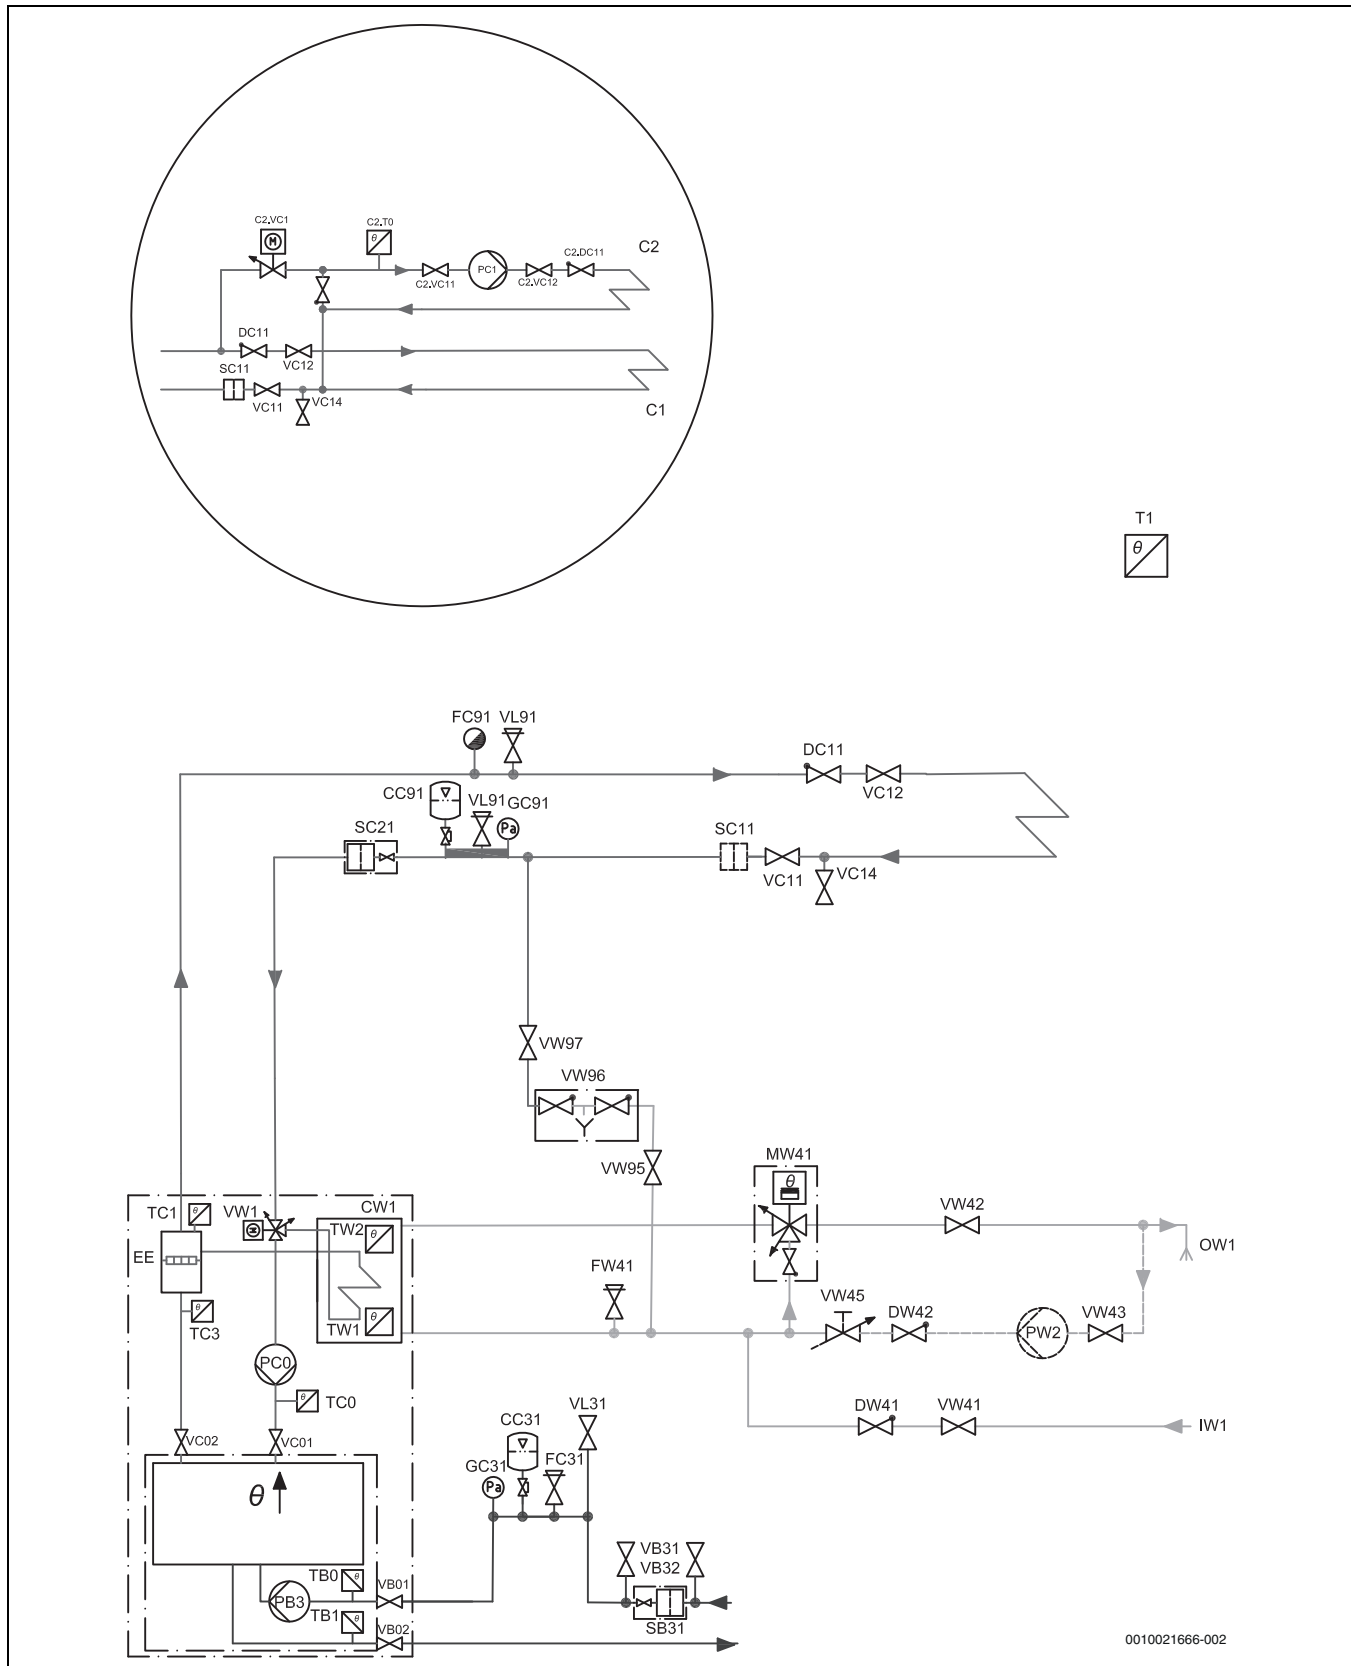 C2.VC1
C2.T0
M
θ
C2
C2.DC11
PC1
C2.VC11
C2.VC12
DC11
VC12
SC11
VC11
VC14
C1
T1
θ
FC91 VL91
DC11
VC12
CC91
VL91 GC91
Pa
SC21
SC11
VC11
VC14
VW97
VW96
VW95
MW41
θ
VW42
OW1
TC1
θ
VW1
M
CW1
TW2
θ
EE
FW41
VW45
DW42
PW2
VW43
θ
TC3
TW1
θ
PC0
θ
TC0
DW41
VW41
IW1
VC02
VC01
CC31
VL31
GC31
FC31
Pa
θ
VB31
VB32
TB0
θ
VB01
PB3
TB1
θ
VB02
SB31
0010021666-002